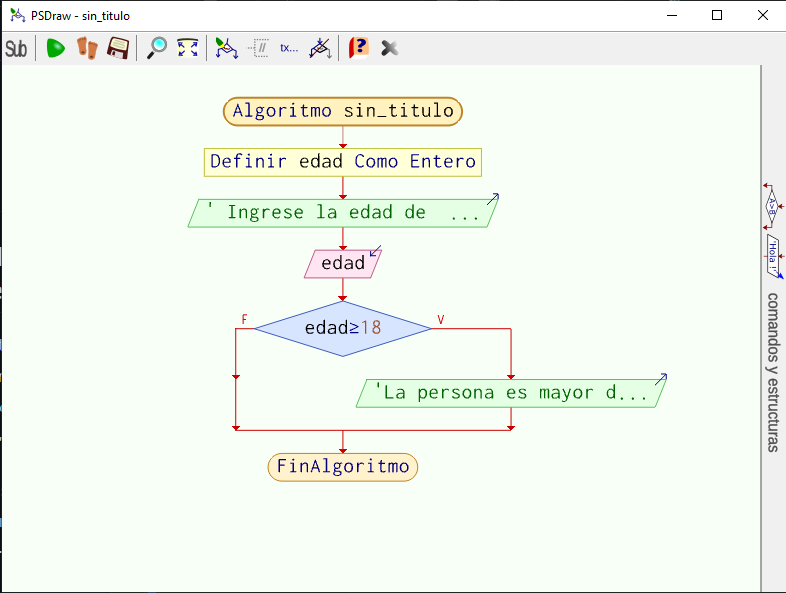 PSDraw - sin_titulo
Sub
//
tx...
?
Algoritmo sin_titulo
Definir edad Como Entero
' Ingrese la edad de ...
edad
F
edad≥18
V
'La persona es mayor d...
FinAlgoritmo
A>B
'Hola !'
comandos y estructuras